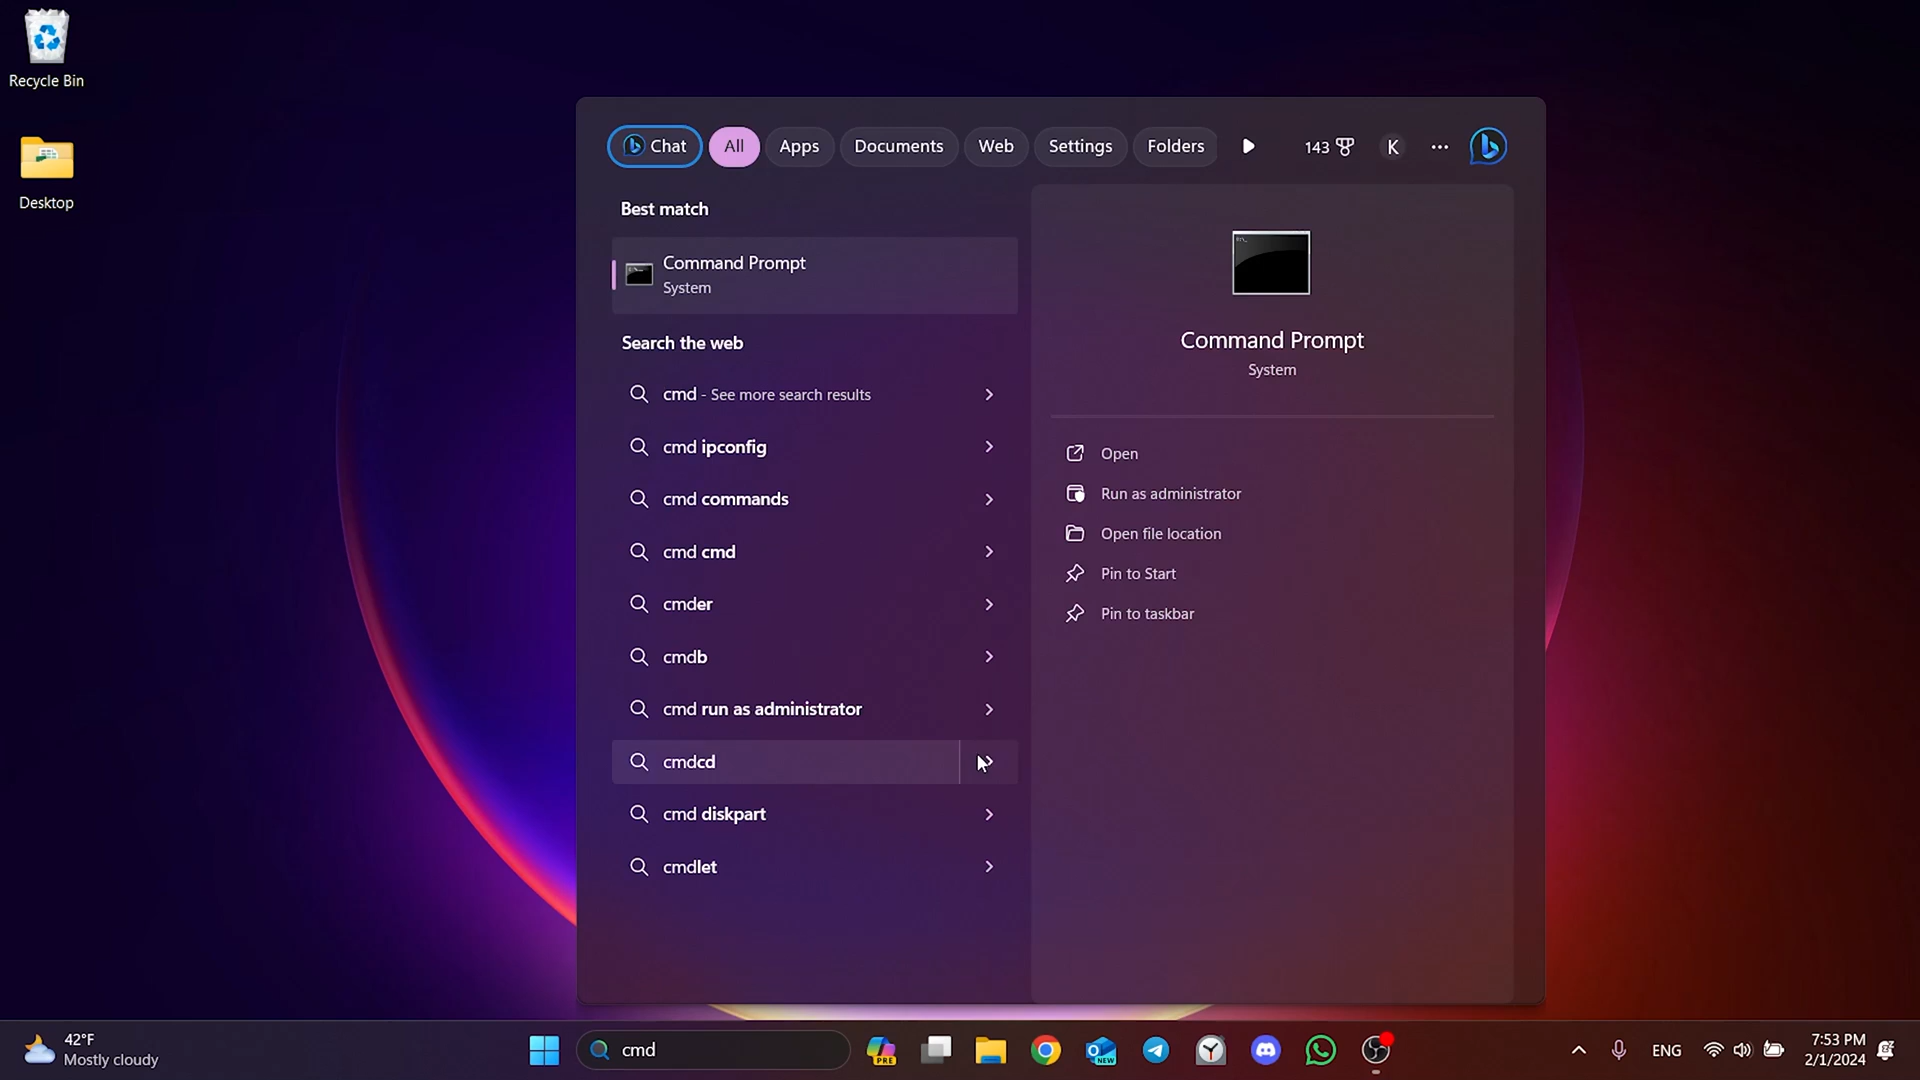 Recycle Bin
Desktop
Chat
All
Apps
Documents
Web
Settings
Folders
143
K
Best match
Command Prompt
System
Search the web
cmd - See more search results
cmd ipconfig
cmd commands
cmd cmd
cmder
cmdb
cmd run as administrator
cmdcd
cmd diskpart
cmdlet
Command Prompt
System
Open
Run as administrator
Open file location
Pin to Start
Pin to taskbar
42°F
Mostly cloudy
cmd
PRE
NEW
ENG
7:53 PM
2/1/2024